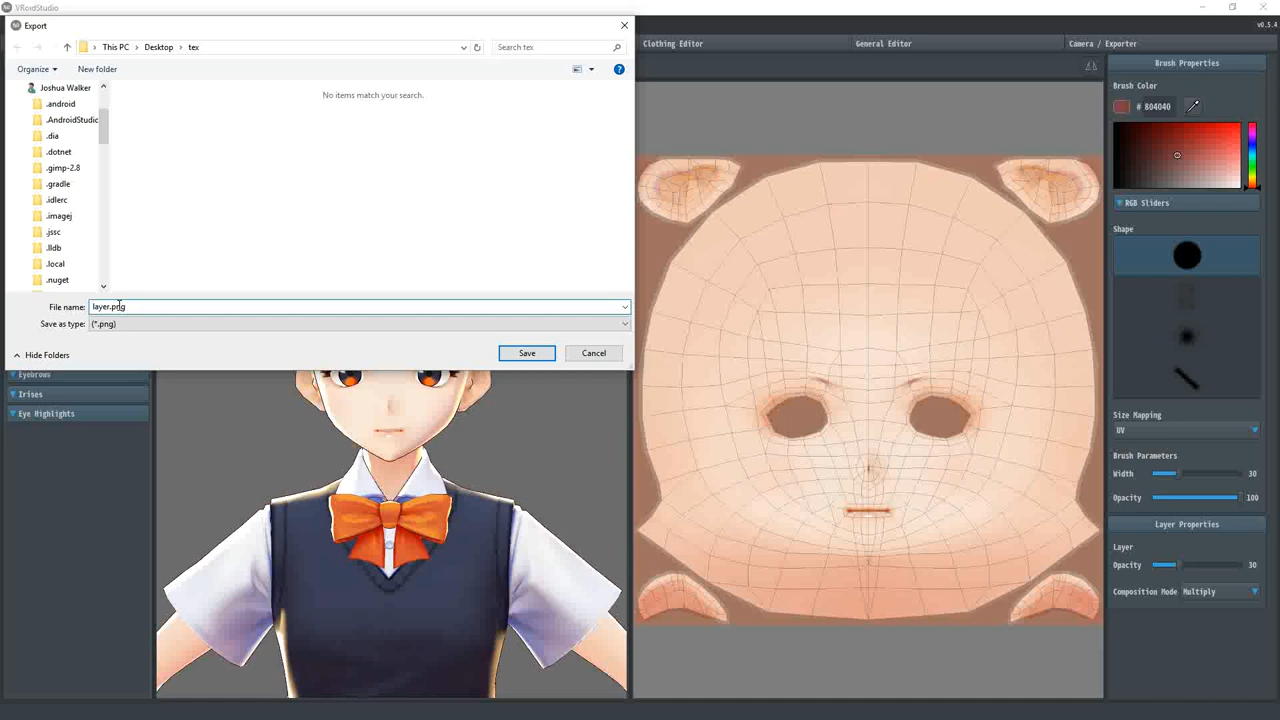 VRoidStudio
v0.5.4
Export
This PC
Desktop
tex
Search tex
Organize
New folder
Joshua Walker
.android
.AndroidStudic
.dia
.dotnet
.gimp-2.8
.gradle
.idlerc
.imagej
.jssc
.lldb
.local
.nuget
No items match your search.
File name:
layer.png
Save as type:
(*.png)
Hide Folders
Save
Cancel
Eyebrows
Irises
Eye Highlights
Clothing Editor
General Editor
Camera / Exporter
Brush Properties
Brush Color
# 804040
RGB Sliders
Shape
Size Mapping
UV
Brush Parameters
Width 30
Opacity 100
Layer Properties
Layer
Opacity 30
Composition Mode Multiply